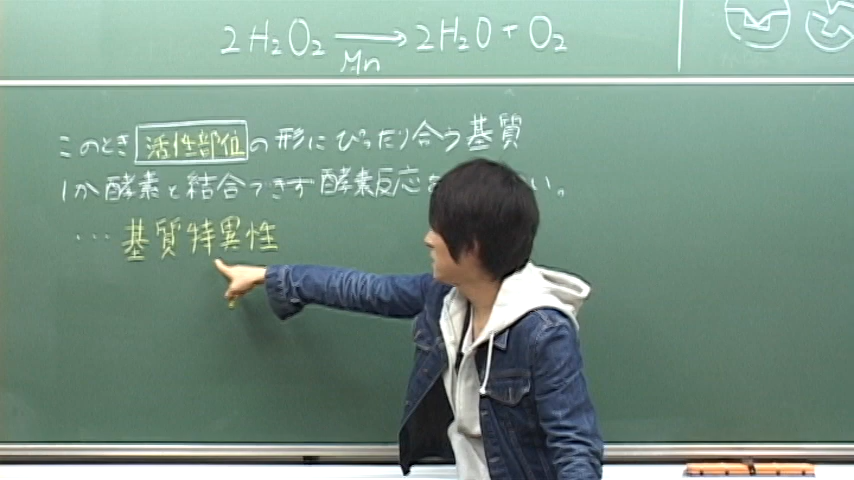 2H₂O₂ → 2H₂O + O₂
Mn
このとき 活性部位 の形にぴったり合う基質
しか酵素と結合できず酵素反応を い。
…基質特異性